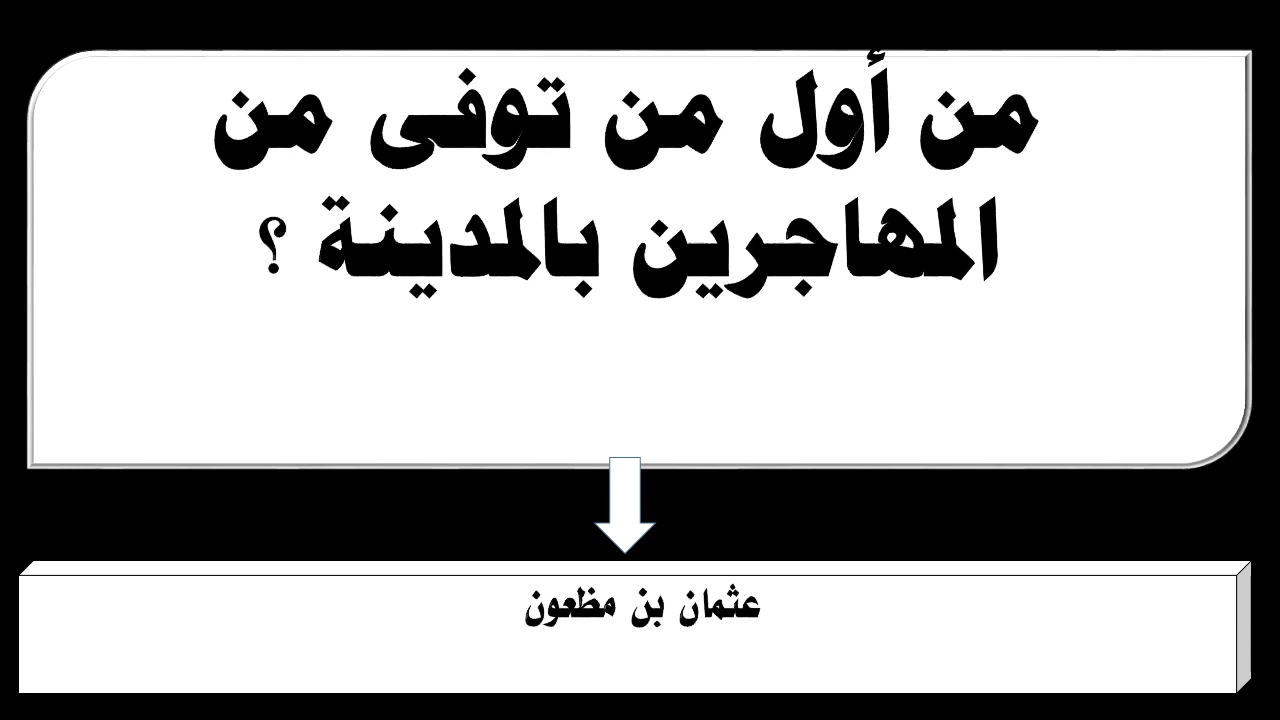 من أول من توفى من
المهاجرين بالمدينة ؟
عثمان بن مظعون